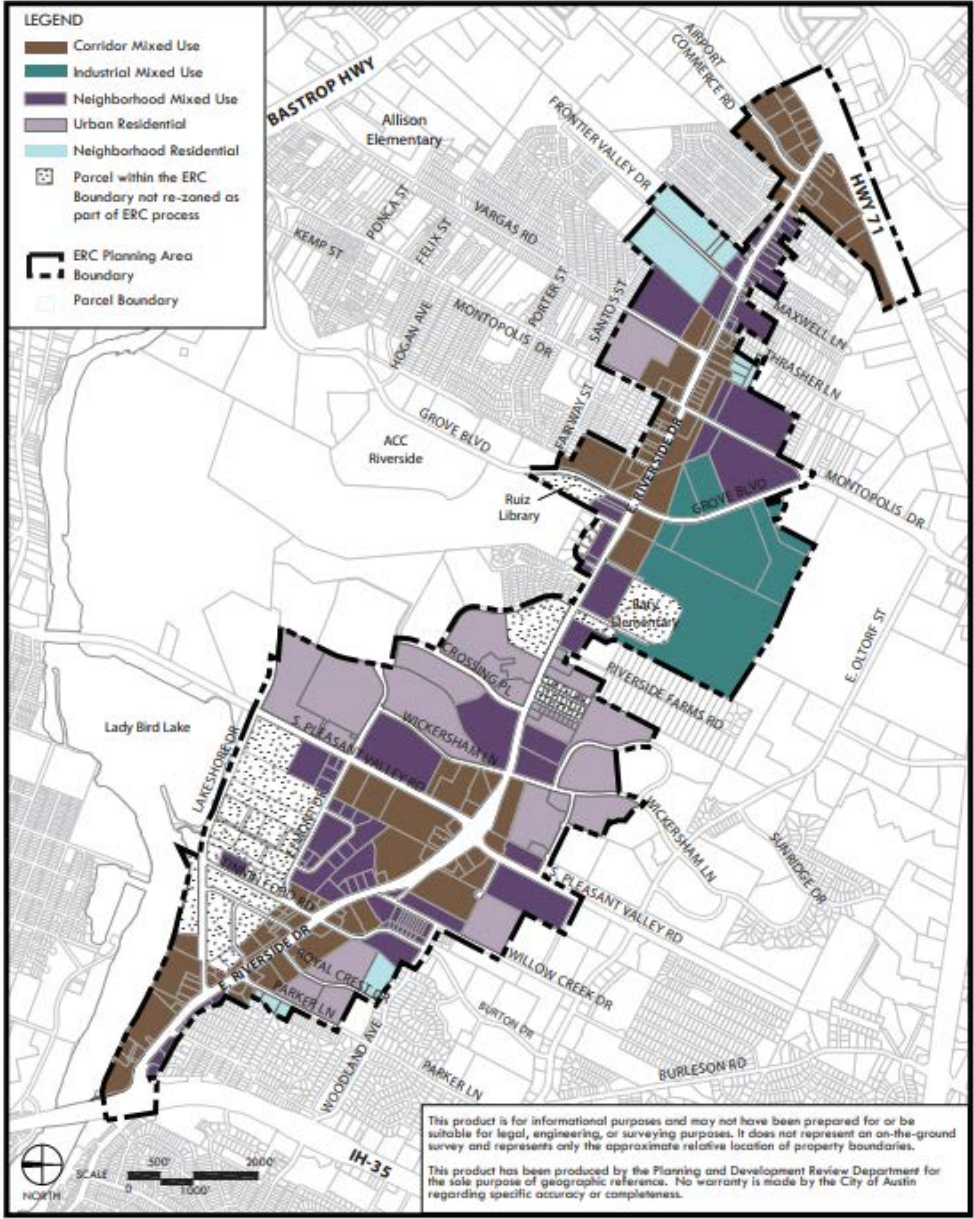 LEGEND
Corridor Mixed Use
Industrial Mixed Use
Neighborhood Mixed Use
Urban Residential
Neighborhood Residential
Parcel within the ERC
Boundary not re-zoned as
part of ERC process
ERC Planning Area
Boundary
Parcel Boundary
BASTROP HWY
AIRPORT
COMMERCE RD
Allison
Elementary
FRONTIER VALLEY DR
HWY 71
PONCA ST
VARGAS RD
KEMP ST
FELIX ST
PORTER ST
SANTOS ST
HOGAN AVE
MONTOPOLIS DR
MAXWELL LN
THRASHER LN
FAIRWAY ST
GROVE BLVD
ACC
Riverside
E. RIVERSIDE DR
Ruiz
Library
GROVE BLVD
MONTOPOLIS DR
Baty
Elementary
E. OLTORF ST
CROSSING PL
RIVERSIDE FARMS RD
Lady Bird Lake
LAKESHORE DR
S. PLEASANT VALLEY RD
WICKERSHAM LN
WICKERSHAM LN
SUNRIDGE DR
TINNIN FORD RD
S. PLEASANT VALLEY RD
E. RIVERSIDE DR
ROYAL CREST DR
WILLOW CREEK DR
PARKER LN
BURTON DR
WOODLAND AVE
PARKER LN
BURLESON RD
IH-35
NORTH
SCALE
500'
2000'
0
1000'
This product is for informational purposes and may not have been prepared for or be
suitable for legal, engineering, or surveying purposes. It does not represent an on-the-ground
survey and represents only the approximate relative location of property boundaries.
This product has been produced by the Planning and Development Review Department for
the sole purpose of geographic reference. No warranty is made by the City of Austin
regarding specific accuracy or completeness.